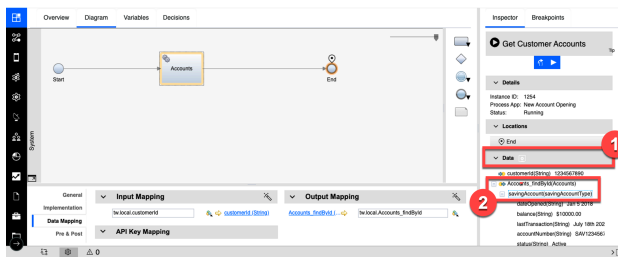 Overview Diagram Variables Decisions
Inspector Breakpoints
Get Customer Accounts
Tip
Details
Instance ID: 1254
Process App: New Account Opening
Status: Running
Locations
End
Data
1
customerId(String) 1234567890
Accounts_findById(Accounts)
savingAccount(savingAccountType)
2
dateOpened(String) Jan 5 2018
balance(String) $10000.00
lastTransaction(String) July 18th 202
accountNumber(String) SAV1234567
status(String) Active
System
Start
Accounts
End
General
Implementation
Data Mapping
Pre & Post
Input Mapping
tw.local.customerId
customerId (String)
API Key Mapping
Output Mapping
Accounts_findById (...
tw.local.Accounts_findById
0